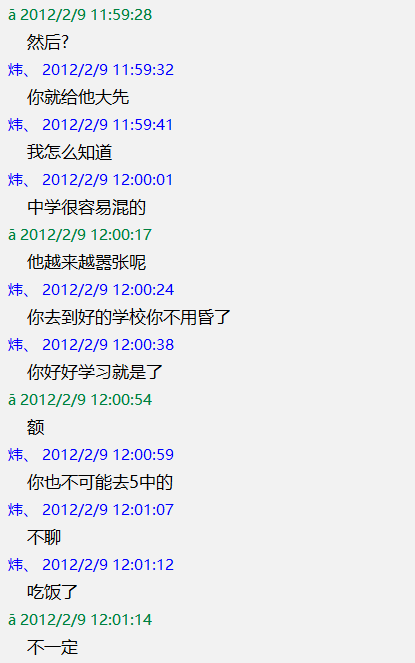 ā 2012/2/9 11:59:28
然后?
炜、 2012/2/9 11:59:32
你就给他大先
炜、 2012/2/9 11:59:41
我怎么知道
炜、 2012/2/9 12:00:01
中学很容易混的
ā 2012/2/9 12:00:17
他越来越嚣张呢
炜、 2012/2/9 12:00:24
你去到好的学校你不用昏了
炜、 2012/2/9 12:00:38
你好好学习就是了
ā 2012/2/9 12:00:54
额
炜、 2012/2/9 12:00:59
你也不可能去5中的
炜、 2012/2/9 12:01:07
不聊
炜、 2012/2/9 12:01:12
吃饭了
ā 2012/2/9 12:01:14
不一定